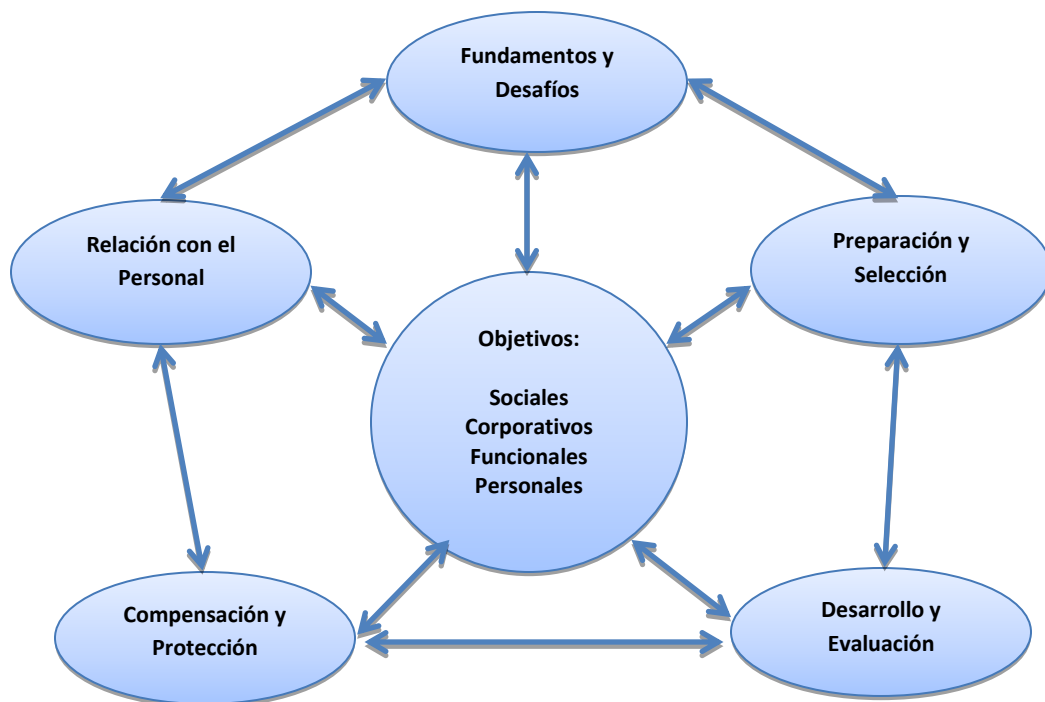 Fundamentos y
Desafíos
Relación con el
Personal
Preparación y
Selección
Objetivos:
Sociales
Corporativos
Funcionales
Personales
Compensación y
Protección
Desarrollo y
Evaluación